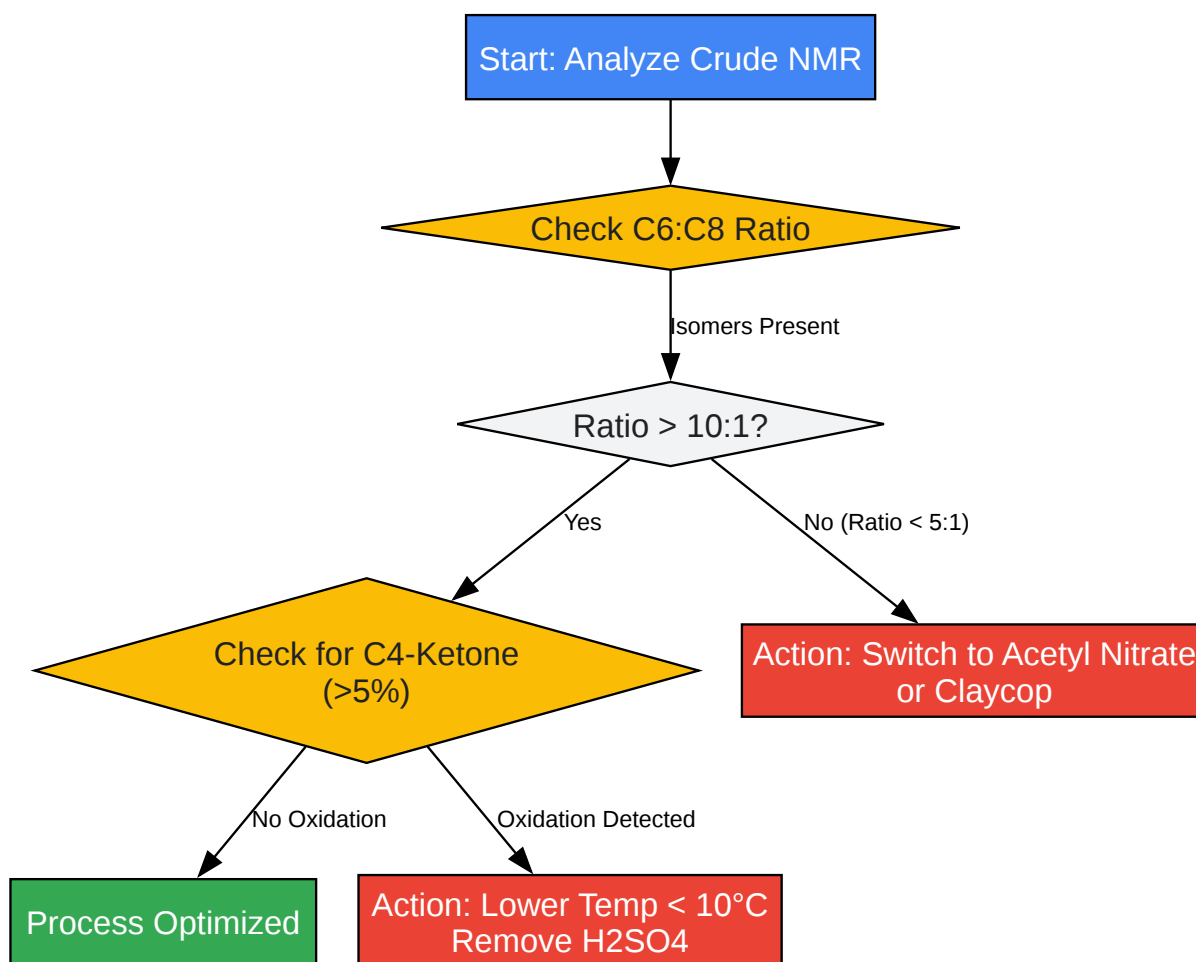 Start: Analyze Crude NMR
Check C6:C8 Ratio
Isomers Present
Ratio > 10:1?
Yes
No (Ratio < 5:1)
Check for C4-Ketone
(>5%)
Action: Switch to Acetyl Nitrate
or Claycop
No Oxidation
Oxidation Detected
Process Optimized
Action: Lower Temp < 10°C
Remove H2SO4